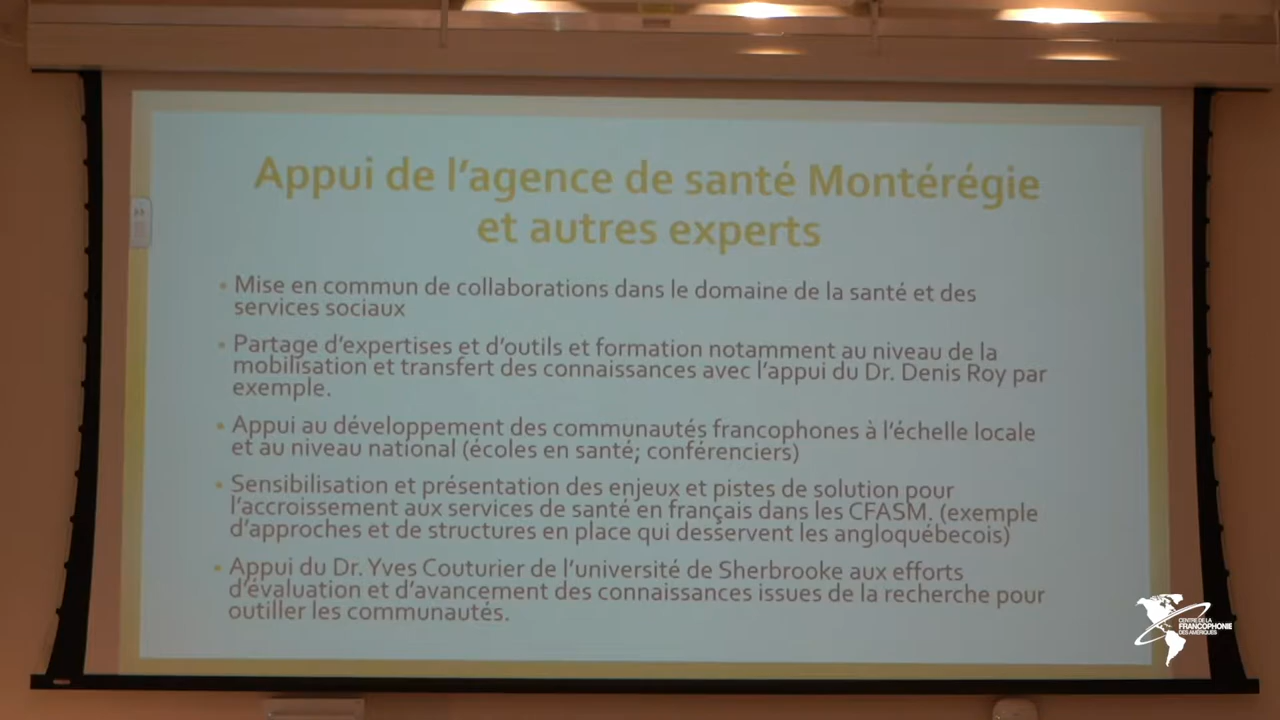 Appui de l'agence de santé Montérégie
et autres experts
• Mise en commun de collaborations dans le domaine de la santé et des
services sociaux
• Partage d'expertises et d'outils et formation notamment au niveau de la
mobilisation et transfert des connaissances avec l'appui du Dr. Denis Roy par
exemple.
• Appui au développement des communautés francophones à l'échelle locale
et au niveau national (écoles en santé; conférenciers)
• Sensibilisation et présentation des enjeux et pistes de solution pour
l'accroissement aux services de santé en français dans les CFASM. (exemple
d'approches et de structures en place qui desservent les angloquébecois)
• Appui du Dr. Yves Couturier de l'université de Sherbrooke aux efforts
d'évaluation et d'avancement des connaissances issues de la recherche pour
outiller les communautés.
CENTRE DE LA
FRANCOPHONIE
DES AMÉRIQUES